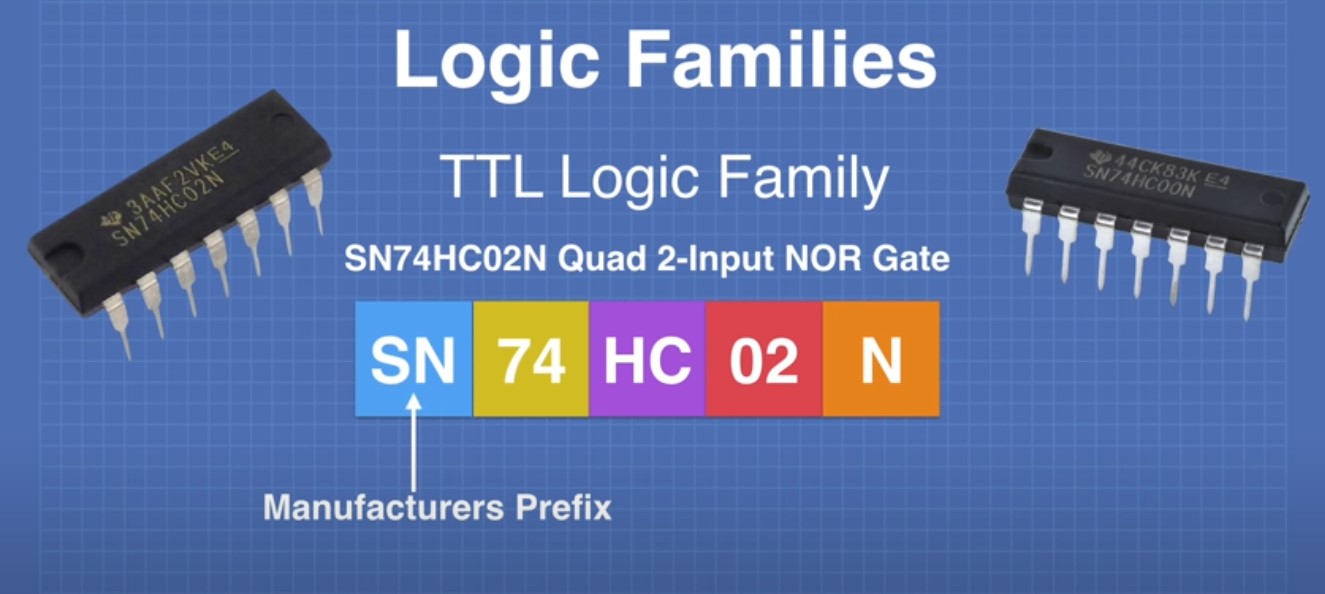 Logic Families
TTL Logic Family
SN74HC02N Quad 2-Input NOR Gate
SN 74 HC 02 N
Manufacturers Prefix
3AAF2VKE4
SN74HC02N
44CK83K E4
SN74HC00N